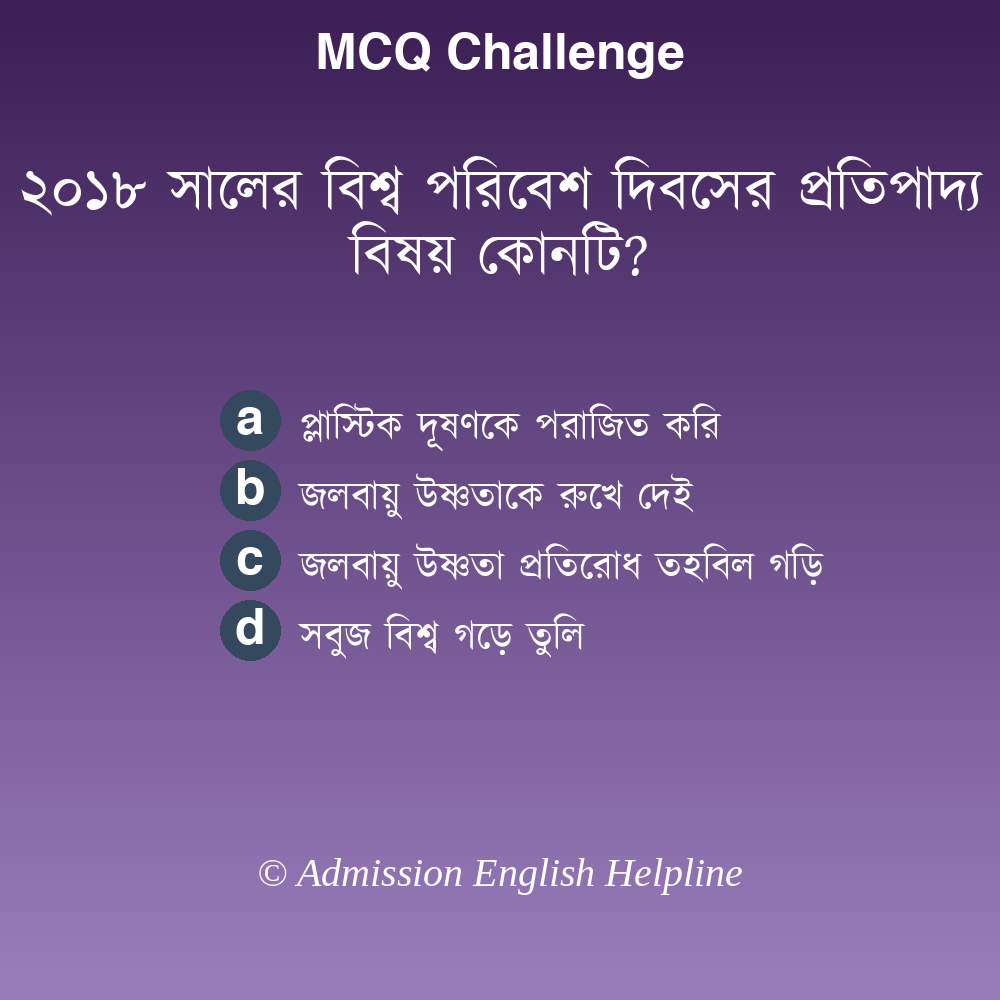 MCQ Challenge
২০১৮ সালের বিশ্ব পরিবেশ দিবসের প্রতিপাদ্য
বিষয় কোনটি?
a প্লাস্টিক দূষণকে পরাজিত করি
b জলবায়ু উষ্ণতাকে রুখে দেই
c জলবায়ু উষ্ণতা প্রতিরোধ তহবিল গড়ি
d সবুজ বিশ্ব গড়ে তুলি
© Admission English Helpline